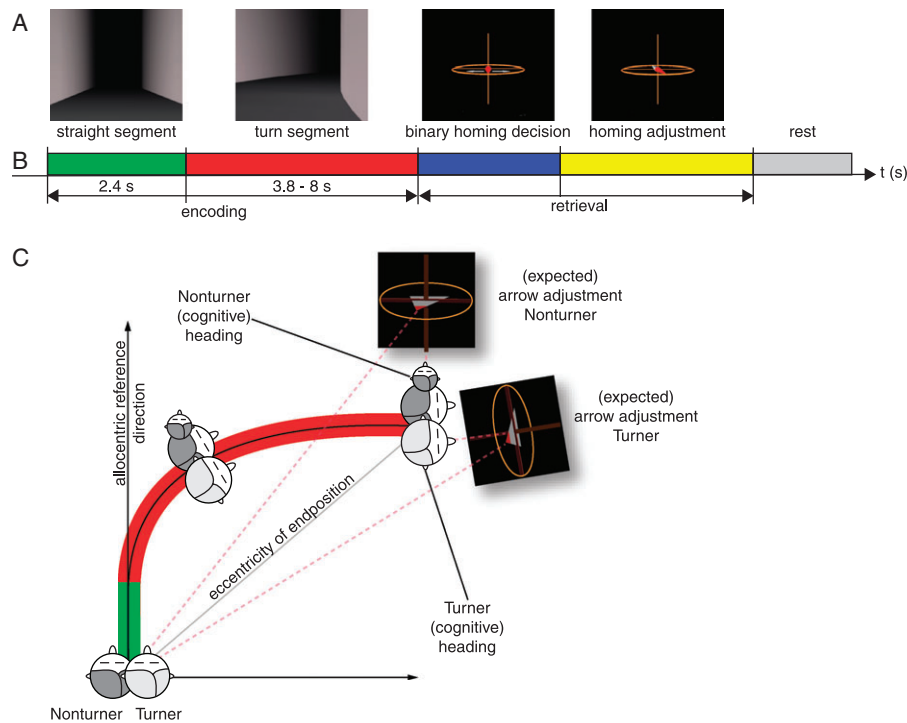 A
straight segment
turn segment
binary homing decision
homing adjustment
rest
B
t (s)
2.4 s
3.8 - 8 s
encoding
retrieval
C
Nonturner
(cognitive)
heading
(expected)
arrow adjustment
Nonturner
allocentric reference
direction
(expected)
arrow adjustment
Turner
eccentricity of endposition
Turner
(cognitive)
heading
Nonturner
Turner